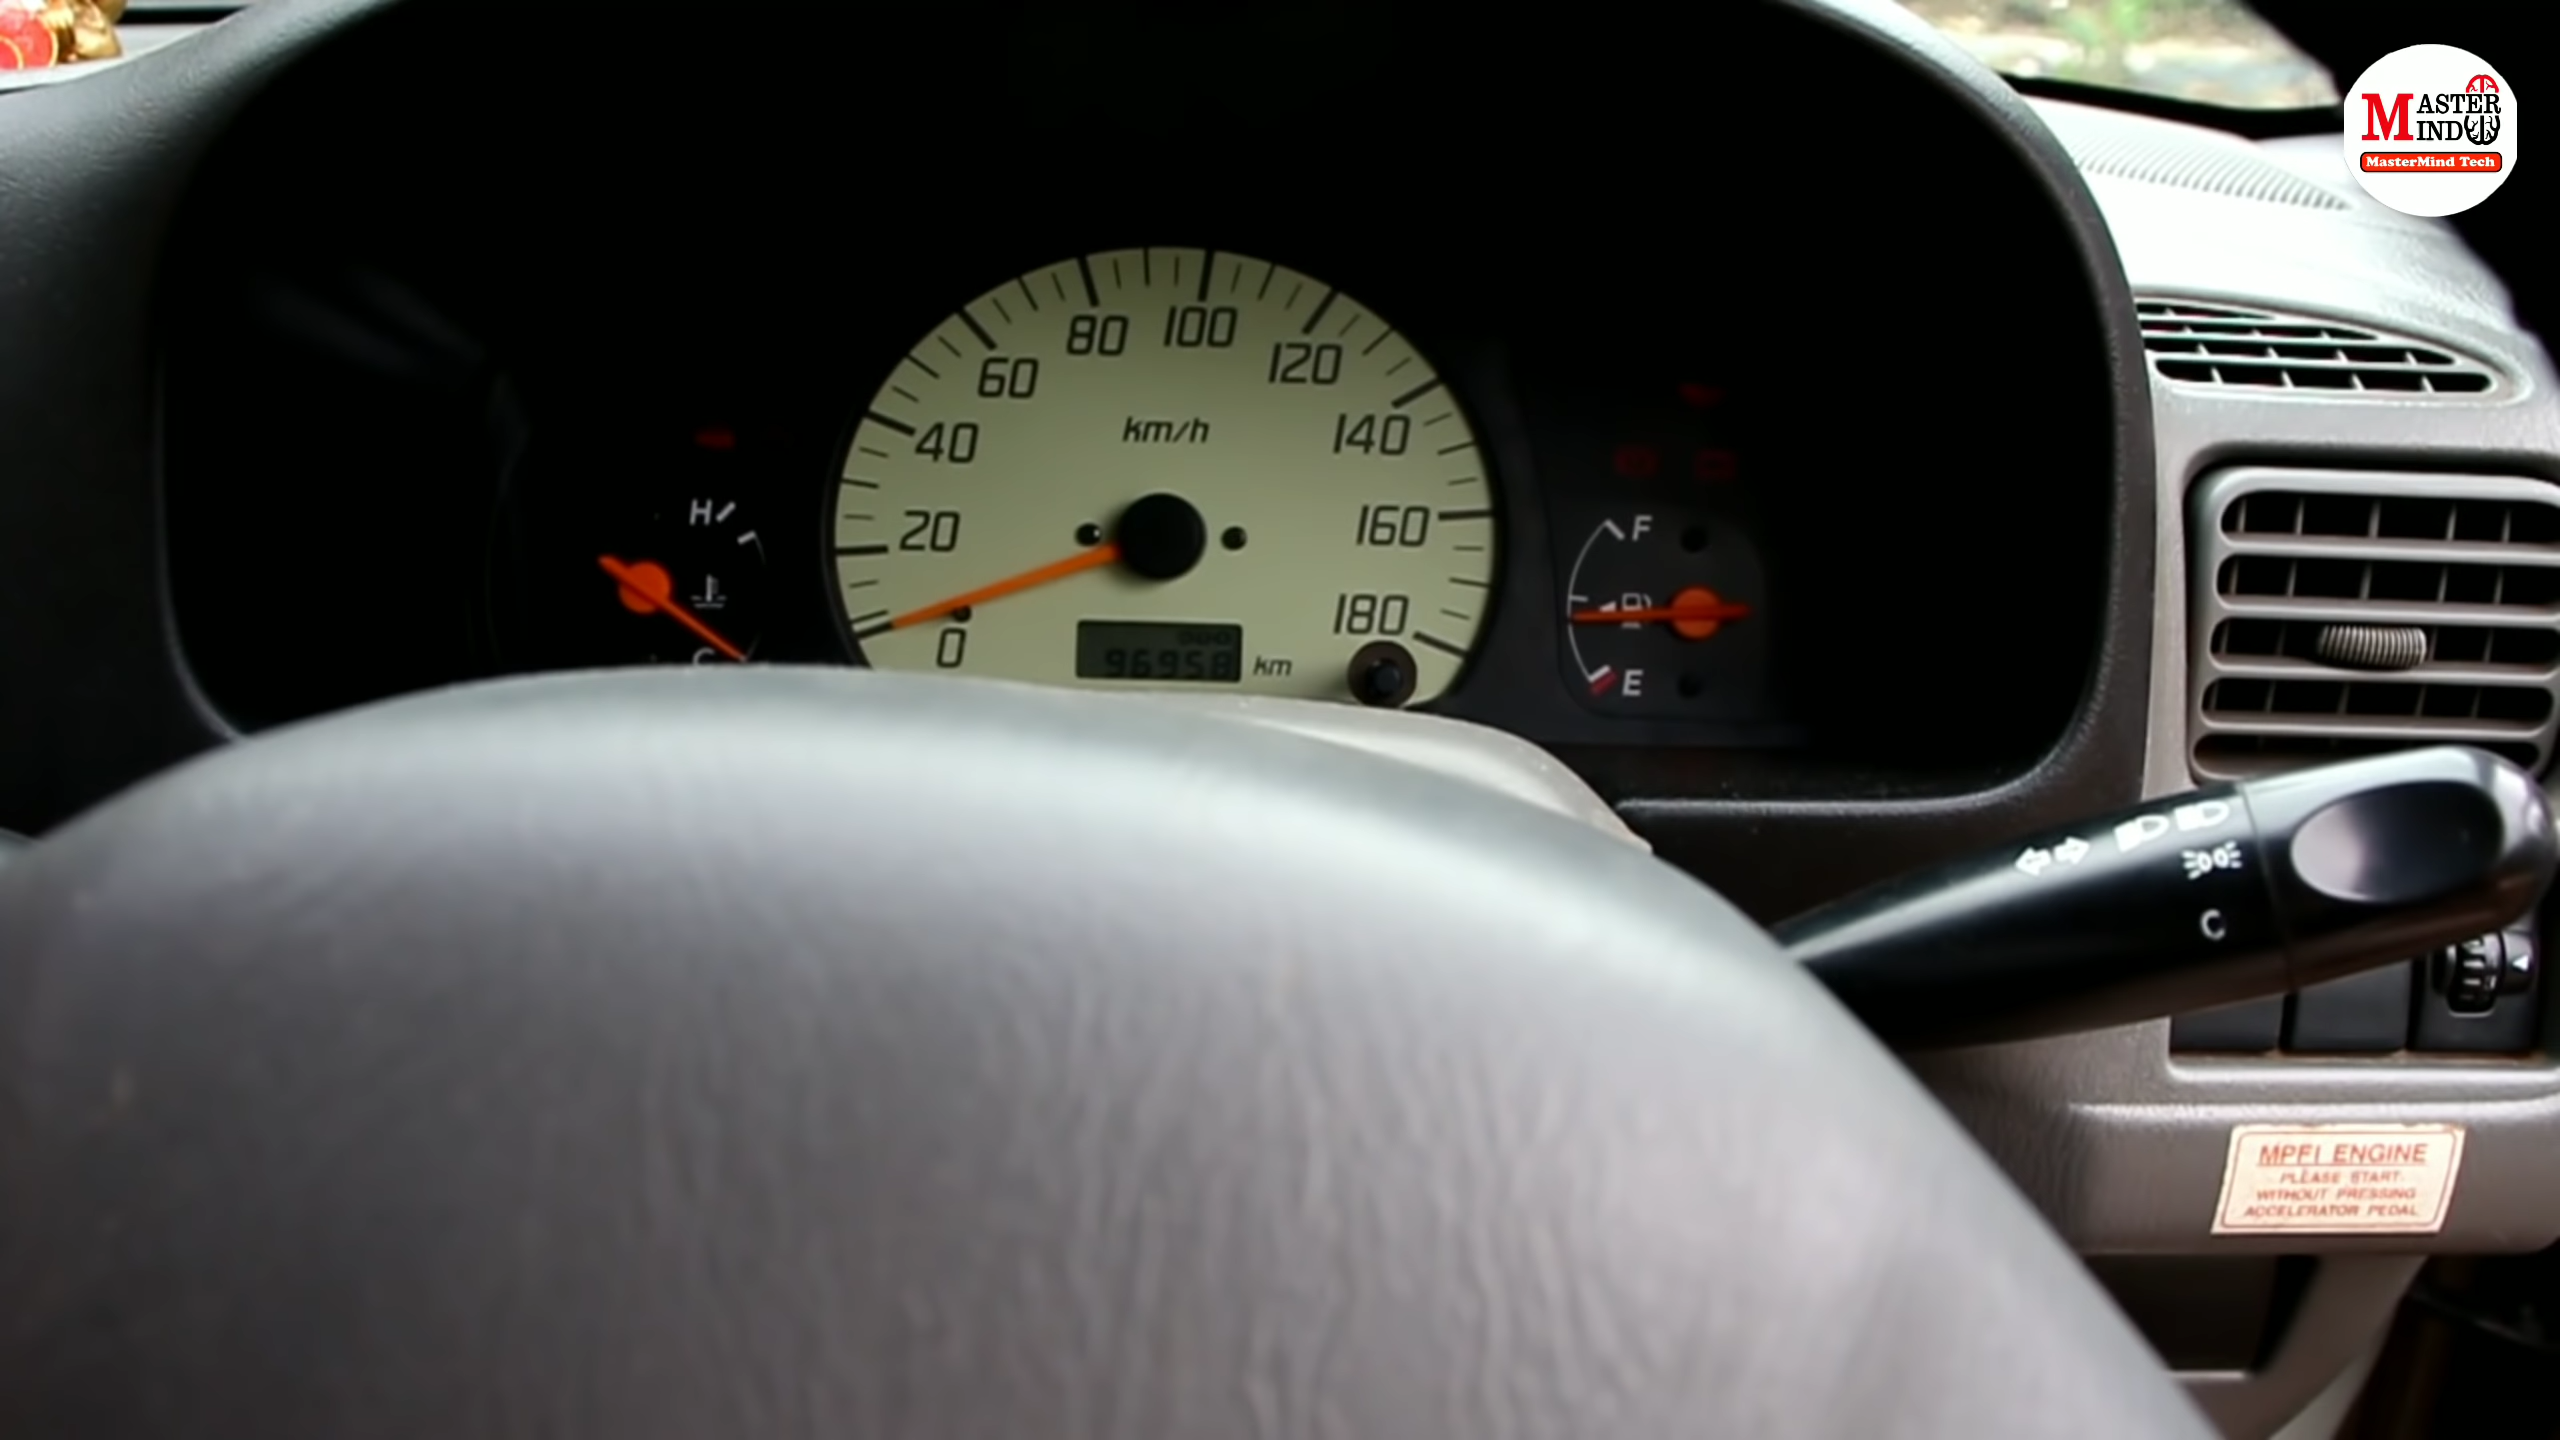 MASTER
MIND
MasterMind Tech
80
100
60
120
km/h
40
140
H
20
160
F
0
180
96958
km
E
C
MPFI ENGINE
PLEASE START
WITHOUT PRESSING
ACCELERATOR PEDAL